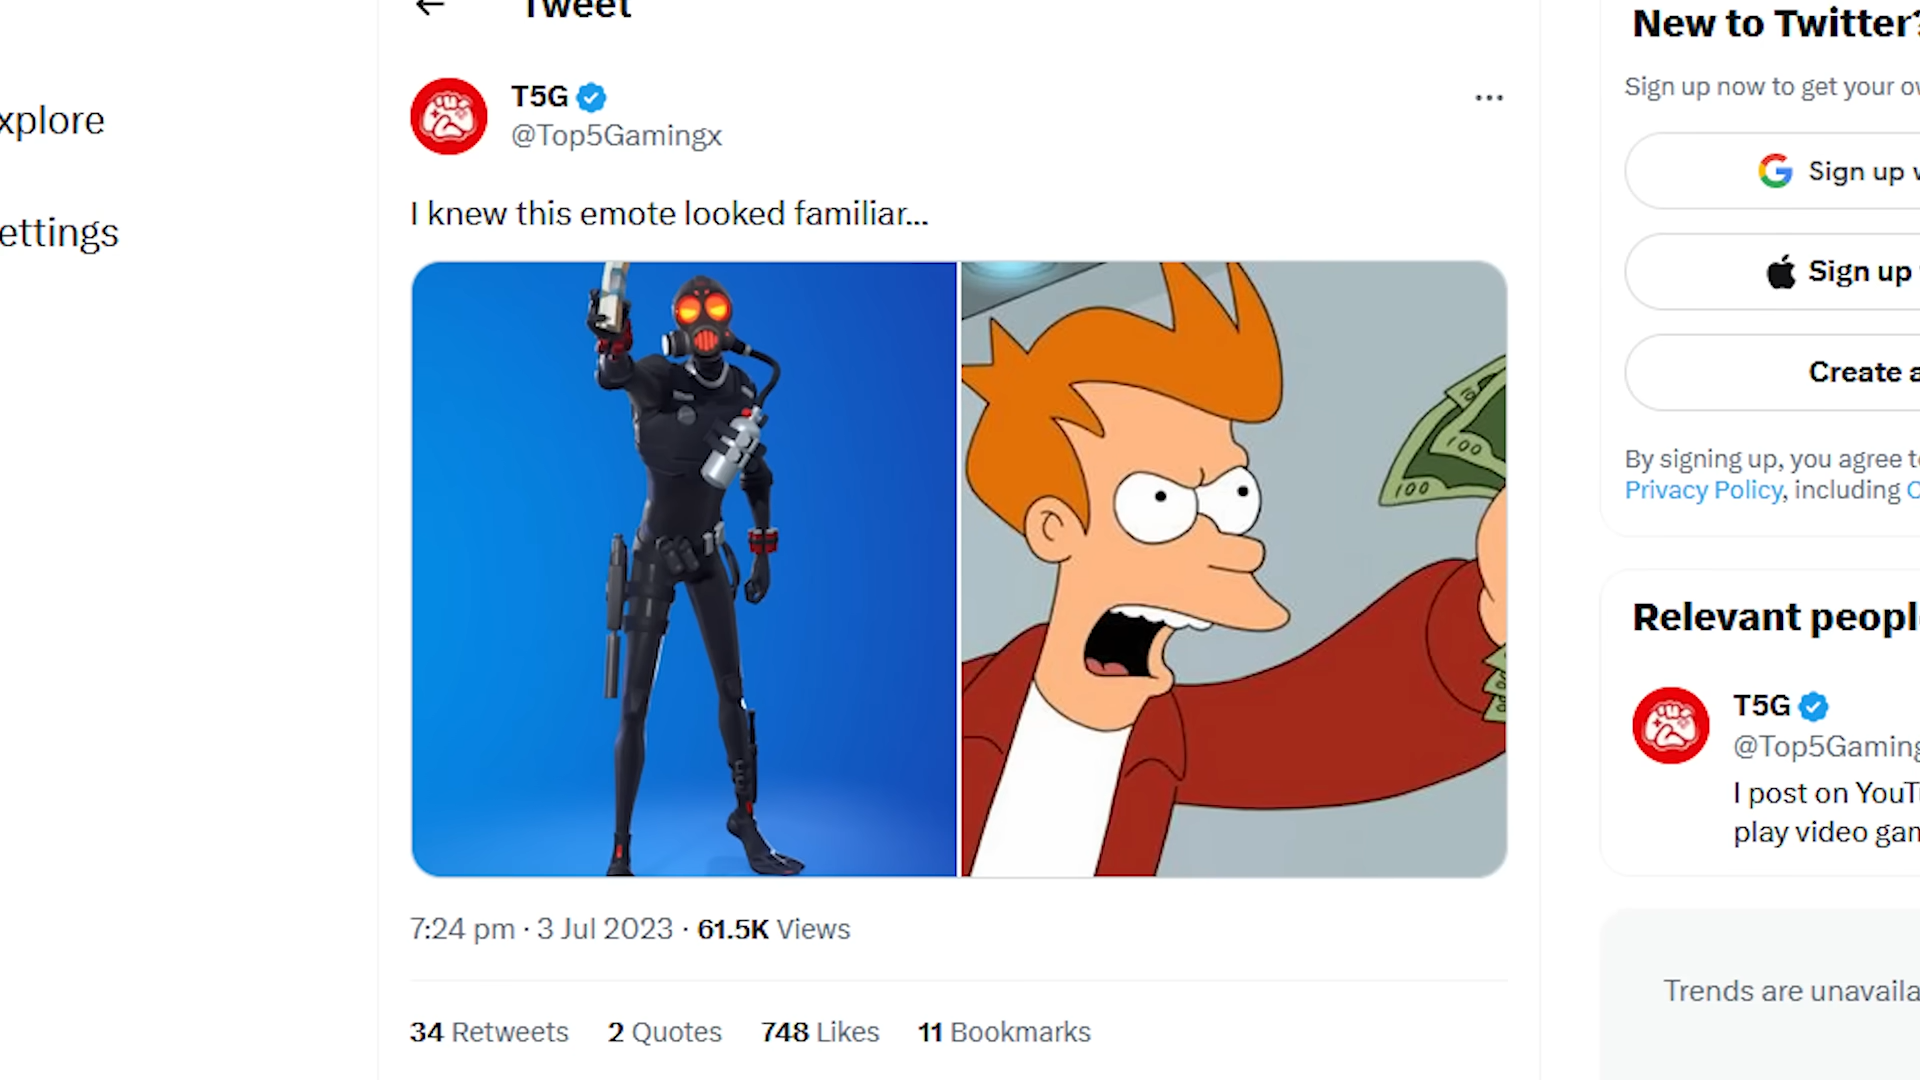 Tweet
xplore
ettings
T5G
@Top5Gamingx
I knew this emote looked familiar...
100
100
7:24 pm · 3 Jul 2023 · 61.5K Views
34 Retweets 2 Quotes 748 Likes 11 Bookmarks
New to Twitter?
Sign up now to get your o
Sign up
Sign up
Create a
By signing up, you agree t
Privacy Policy, including C
Relevant peopl
T5G
@Top5Gaming
I post on YouT
play video gam
Trends are unavaila